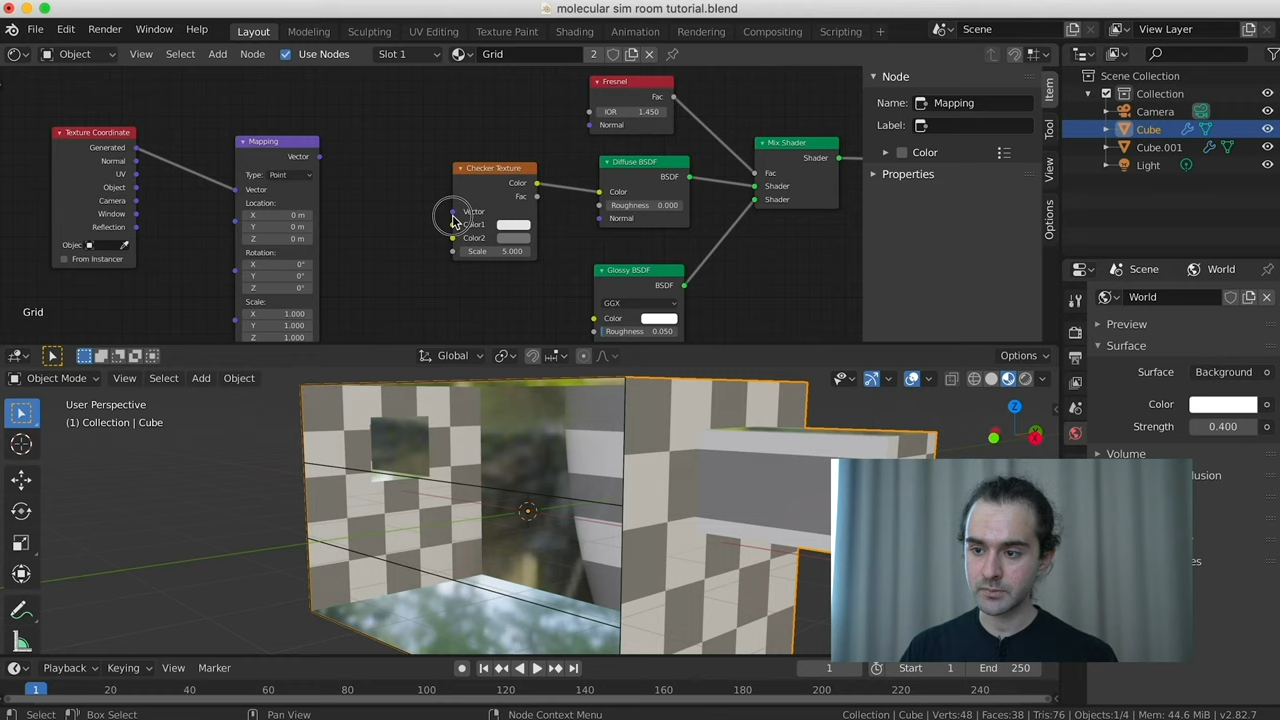 molecular sim room tutorial.blend
File Edit Render Window Help Layout Modeling Sculpting UV Editing Texture Paint Shading Animation Rendering Compositing Scripting + Scene View Layer
Object View Select Add Node Use Nodes Slot 1 Grid 2
Texture Coordinate
Generated
Normal
UV
Object
Camera
Window
Reflection
Objec
From Instancer
Mapping
Vector
Type: Point
Vector
Location:
X 0 m
Y 0 m
Z 0 m
Rotation:
X 0°
Y 0°
Z 0°
Scale:
X 1.000
Y 1.000
Z 1.000
Checker Texture
Color
Fac
Vector
Color1
Color2
Scale 5.000
Fresnel
Fac
IOR 1.450
Normal
Diffuse BSDF
BSDF
Color
Roughness 0.000
Normal
Glossy BSDF
BSDF
GGX
Color
Roughness 0.050
Mix Shader
Shader
Fac
Shader
Shader
Grid
Node
Name: Mapping
Label:
Color
Properties
Item
Tool
View
Options
Scene Collection
Collection
Camera
Cube
Cube.001
Light
Scene World
World
Preview
Surface
Surface Background
Color
Strength 0.400
Volume
Global Options
Object Mode View Select Add Object
User Perspective
(1) Collection | Cube
Z
Playback Keying View Marker 1 Start 1 End 250
1 20 40 60 80 100 120 140 160 180 200 220 240
Select Box Select Pan View Node Context Menu Collection | Cube | Verts:48 | Faces:38 | Tris:76 | Objects:1/4 | Mem: 44.6 MiB | v2.82.7